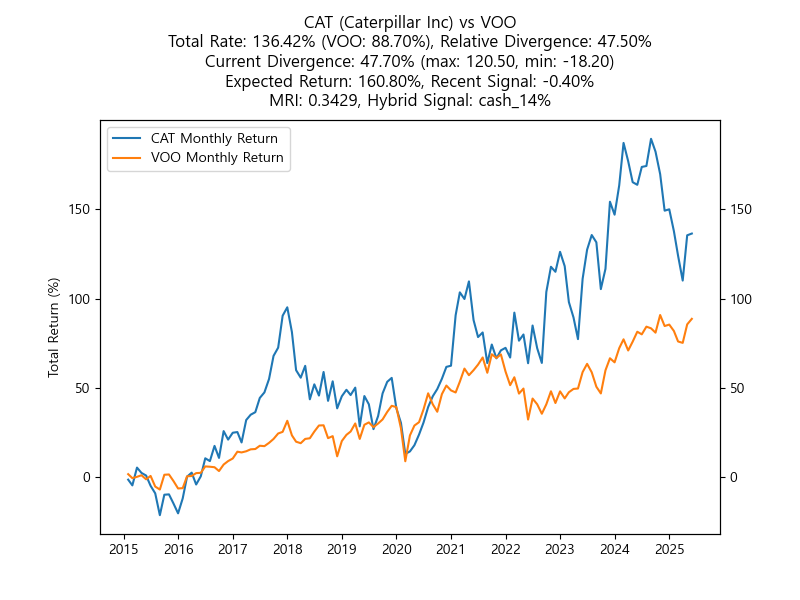 CAT (Caterpillar Inc) vs VOO
Total Rate: 136.42% (VOO: 88.70%), Relative Divergence: 47.50%
Current Divergence: 47.70% (max: 120.50, min: -18.20)
Expected Return: 160.80%, Recent Signal: -0.40%
MRI: 0.3429, Hybrid Signal: cash_14%
CAT Monthly Return
VOO Monthly Return
Total Return (%)
150
100
50
0
150
100
50
0
2015 2016 2017 2018 2019 2020 2021 2022 2023 2024 2025